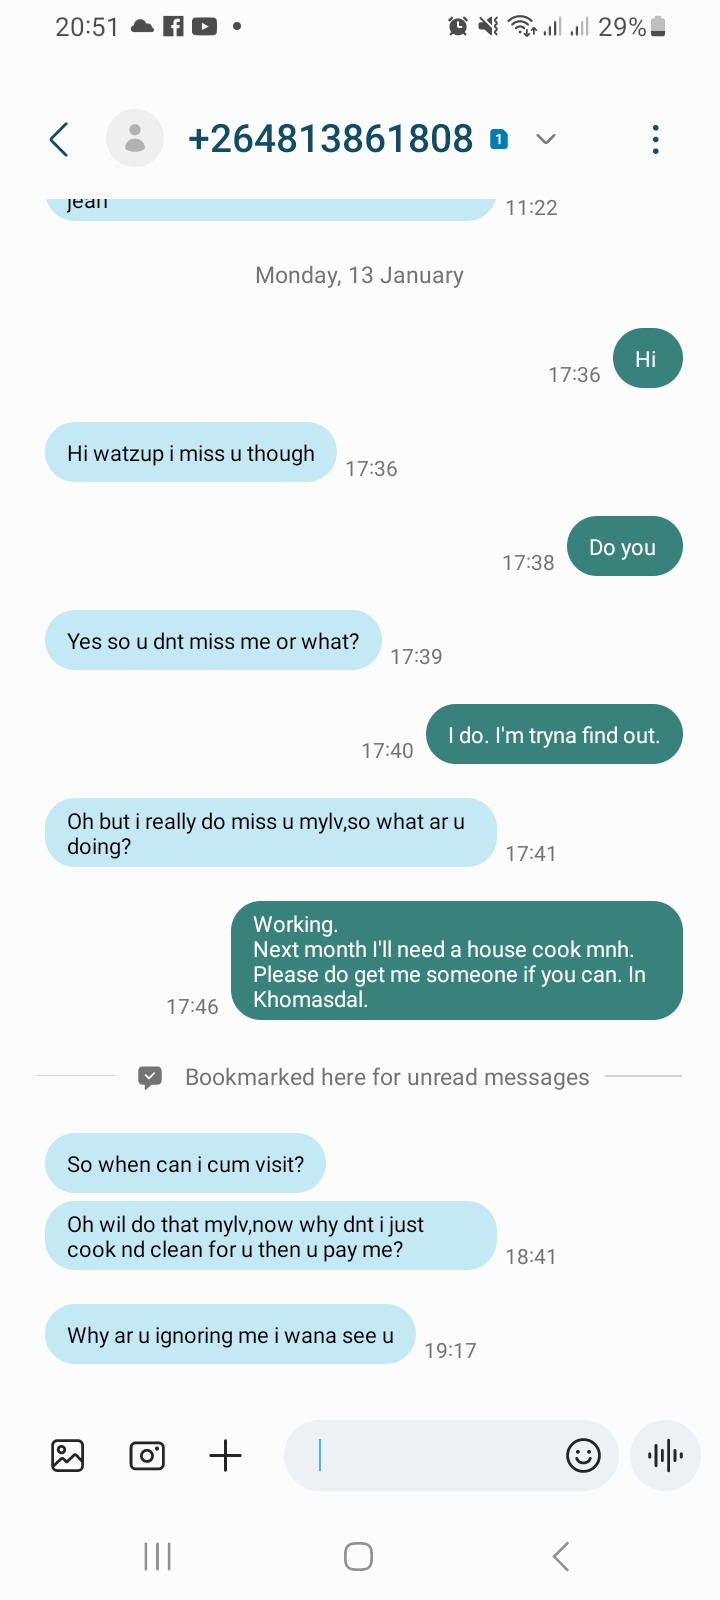 20:51
29%
+264813861808 1
jean
11:22
Monday, 13 January
Hi
17:36
Hi watzup i miss u though
17:36
Do you
17:38
Yes so u dnt miss me or what?
17:39
I do. I'm tryna find out.
17:40
Oh but i really do miss u mylv,so what ar u
doing?
17:41
Working.
Next month I'll need a house cook mnh.
Please do get me someone if you can. In
Khomasdal.
17:46
Bookmarked here for unread messages
So when can i cum visit?
Oh wil do that mylv,now why dnt i just
cook nd clean for u then u pay me?
18:41
Why ar u ignoring me i wana see u
19:17